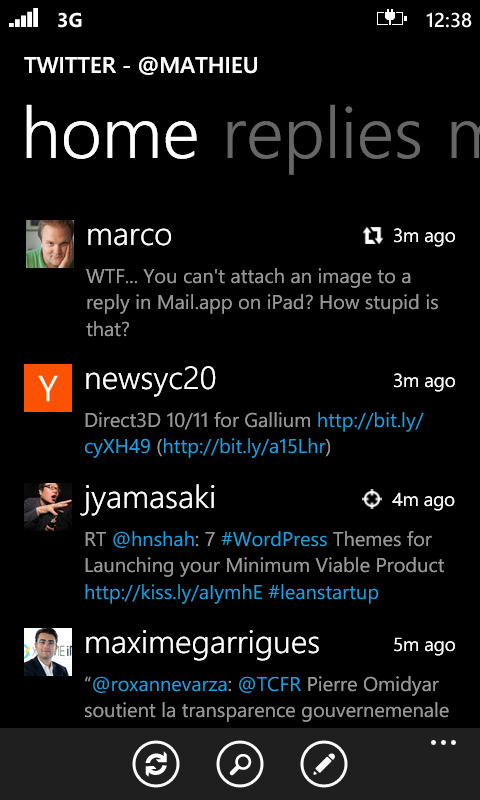 3G 12:38
TWITTER - @MATHIEU
home replies m
marco 3m ago
WTF... You can't attach an image to a
reply in Mail.app on iPad? How stupid is
that?
Y newsyc20 3m ago
Direct3D 10/11 for Gallium http://bit.ly/
cyXH49 (http://bit.ly/a15Lhr)
jyamasaki 4m ago
RT @hnshah: 7 #WordPress Themes for
Launching your Minimum Viable Product
http://kiss.ly/aIymhE #leanstartup
maximegarrigues 5m ago
“@roxannevarza: @TCFR Pierre Omidyar
soutient la transparence gouvernemenale